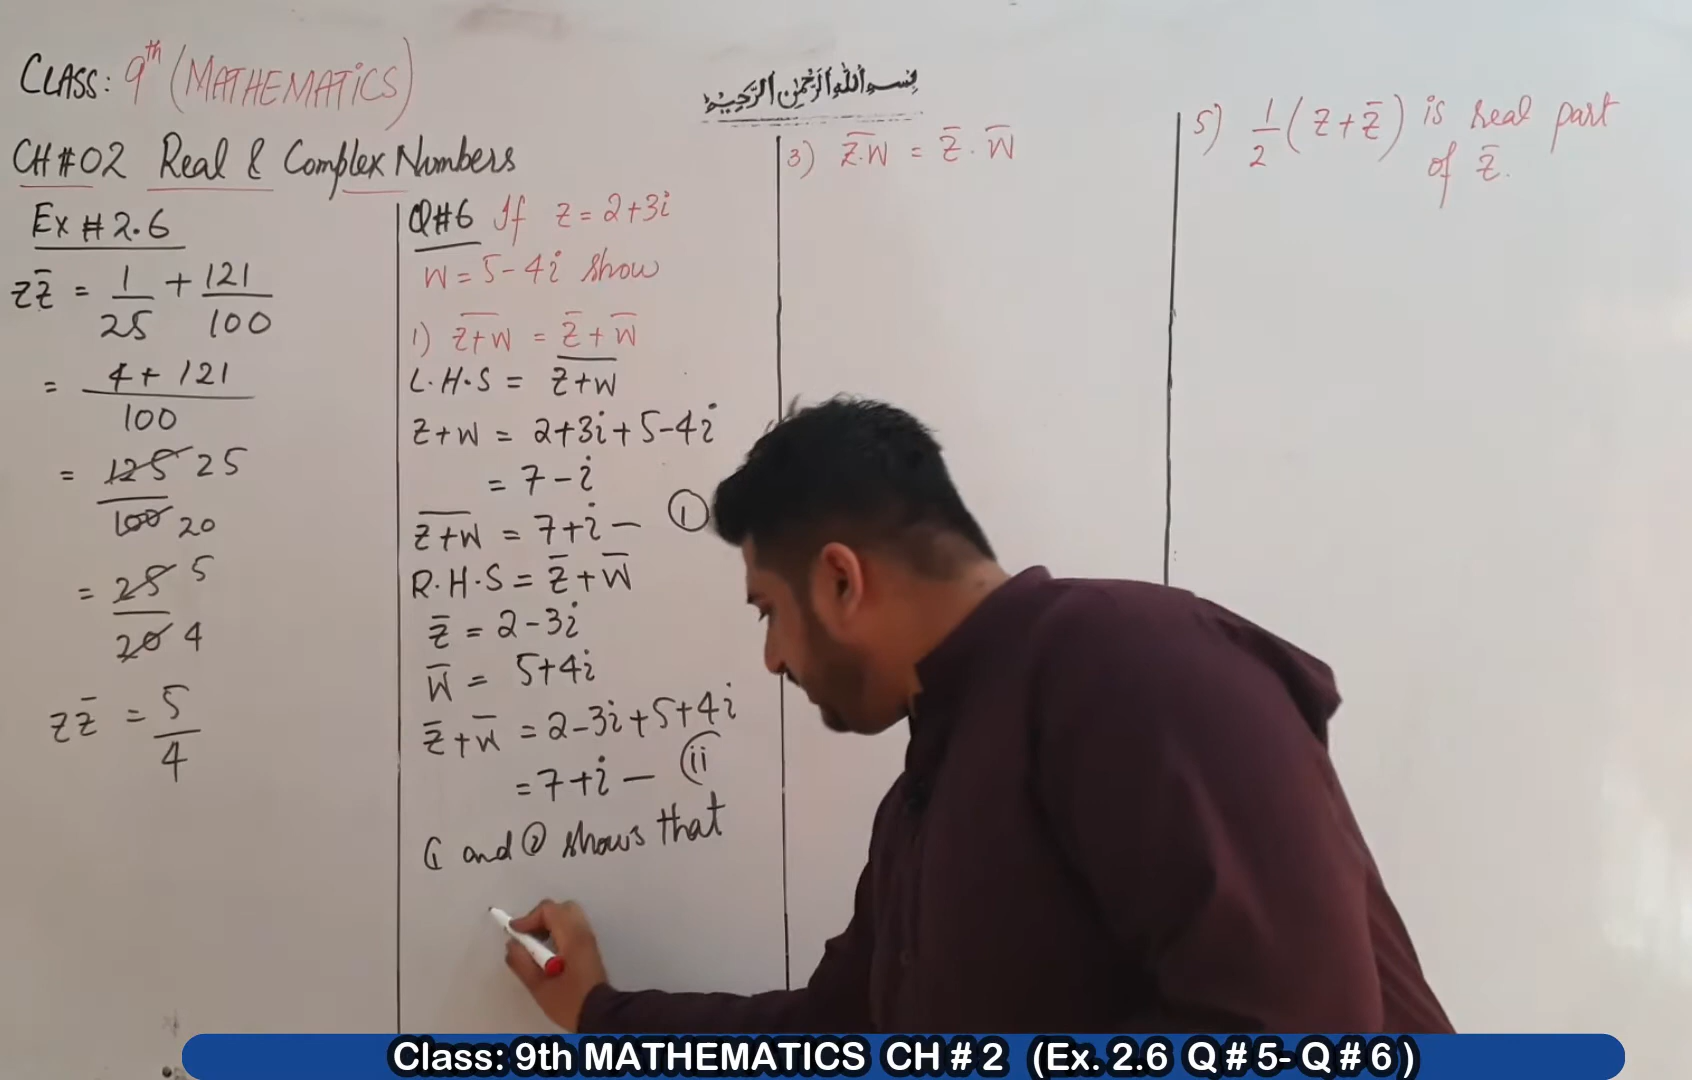 CLASS: 9th (MATHEMATICS)
بسم الله الرحمن الرحيم
CH # 02 Real & Complex Numbers
Ex # 2.6
zz̄ = 1/25 + 121/100
= (4 + 121)/100
= 125/100 25/20
= 25/20 5/4
zz̄ = 5/4
Q#6 If z = 2+3i
w = 5-4i show
1) \overline{z+w} = z̄ + w̄
L.H.S = \overline{z+w}
z+w = 2+3i+5-4i
= 7-i
\overline{z+w} = 7+i — (i)
R.H.S = z̄ + w̄
z̄ = 2-3i
w̄ = 5+4i
z̄ + w̄ = 2-3i+5+4i
= 7+i — (ii)
(1 and (2) shows that
3) \overline{z.w} = z̄ . w̄
5) 1/2 (z + z̄) is real part
of z̄.
Class: 9th MATHEMATICS CH # 2 (Ex. 2.6 Q # 5- Q # 6 )